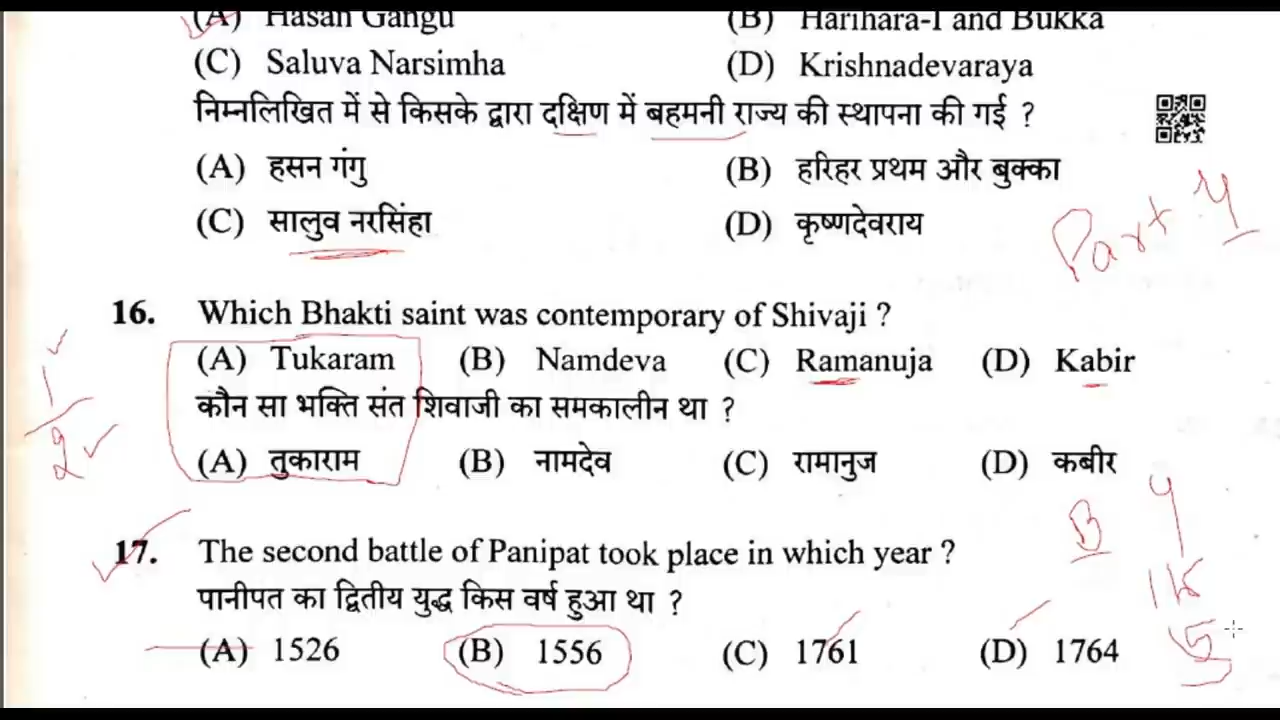 (A) Hasan Gangu (B) Harihara-I and Bukka
(C) Saluva Narsimha (D) Krishnadevaraya
निम्नलिखित में से किसके द्वारा दक्षिण में बहमनी राज्य की स्थापना की गई ?
(A) हसन गंगु (B) हरिहर प्रथम और बुक्का
(C) सालुव नरसिंहा (D) कृष्णदेवराय
Part 4
16. Which Bhakti saint was contemporary of Shivaji ?
(A) Tukaram (B) Namdeva (C) Ramanuja (D) Kabir
कौन सा भक्ति संत शिवाजी का समकालीन था ?
(A) तुकाराम (B) नामदेव (C) रामानुज (D) कबीर
1
2
B
17. The second battle of Panipat took place in which year ?
पानीपत का द्वितीय युद्ध किस वर्ष हुआ था ?
(A) 1526 (B) 1556 (C) 1761 (D) 1764